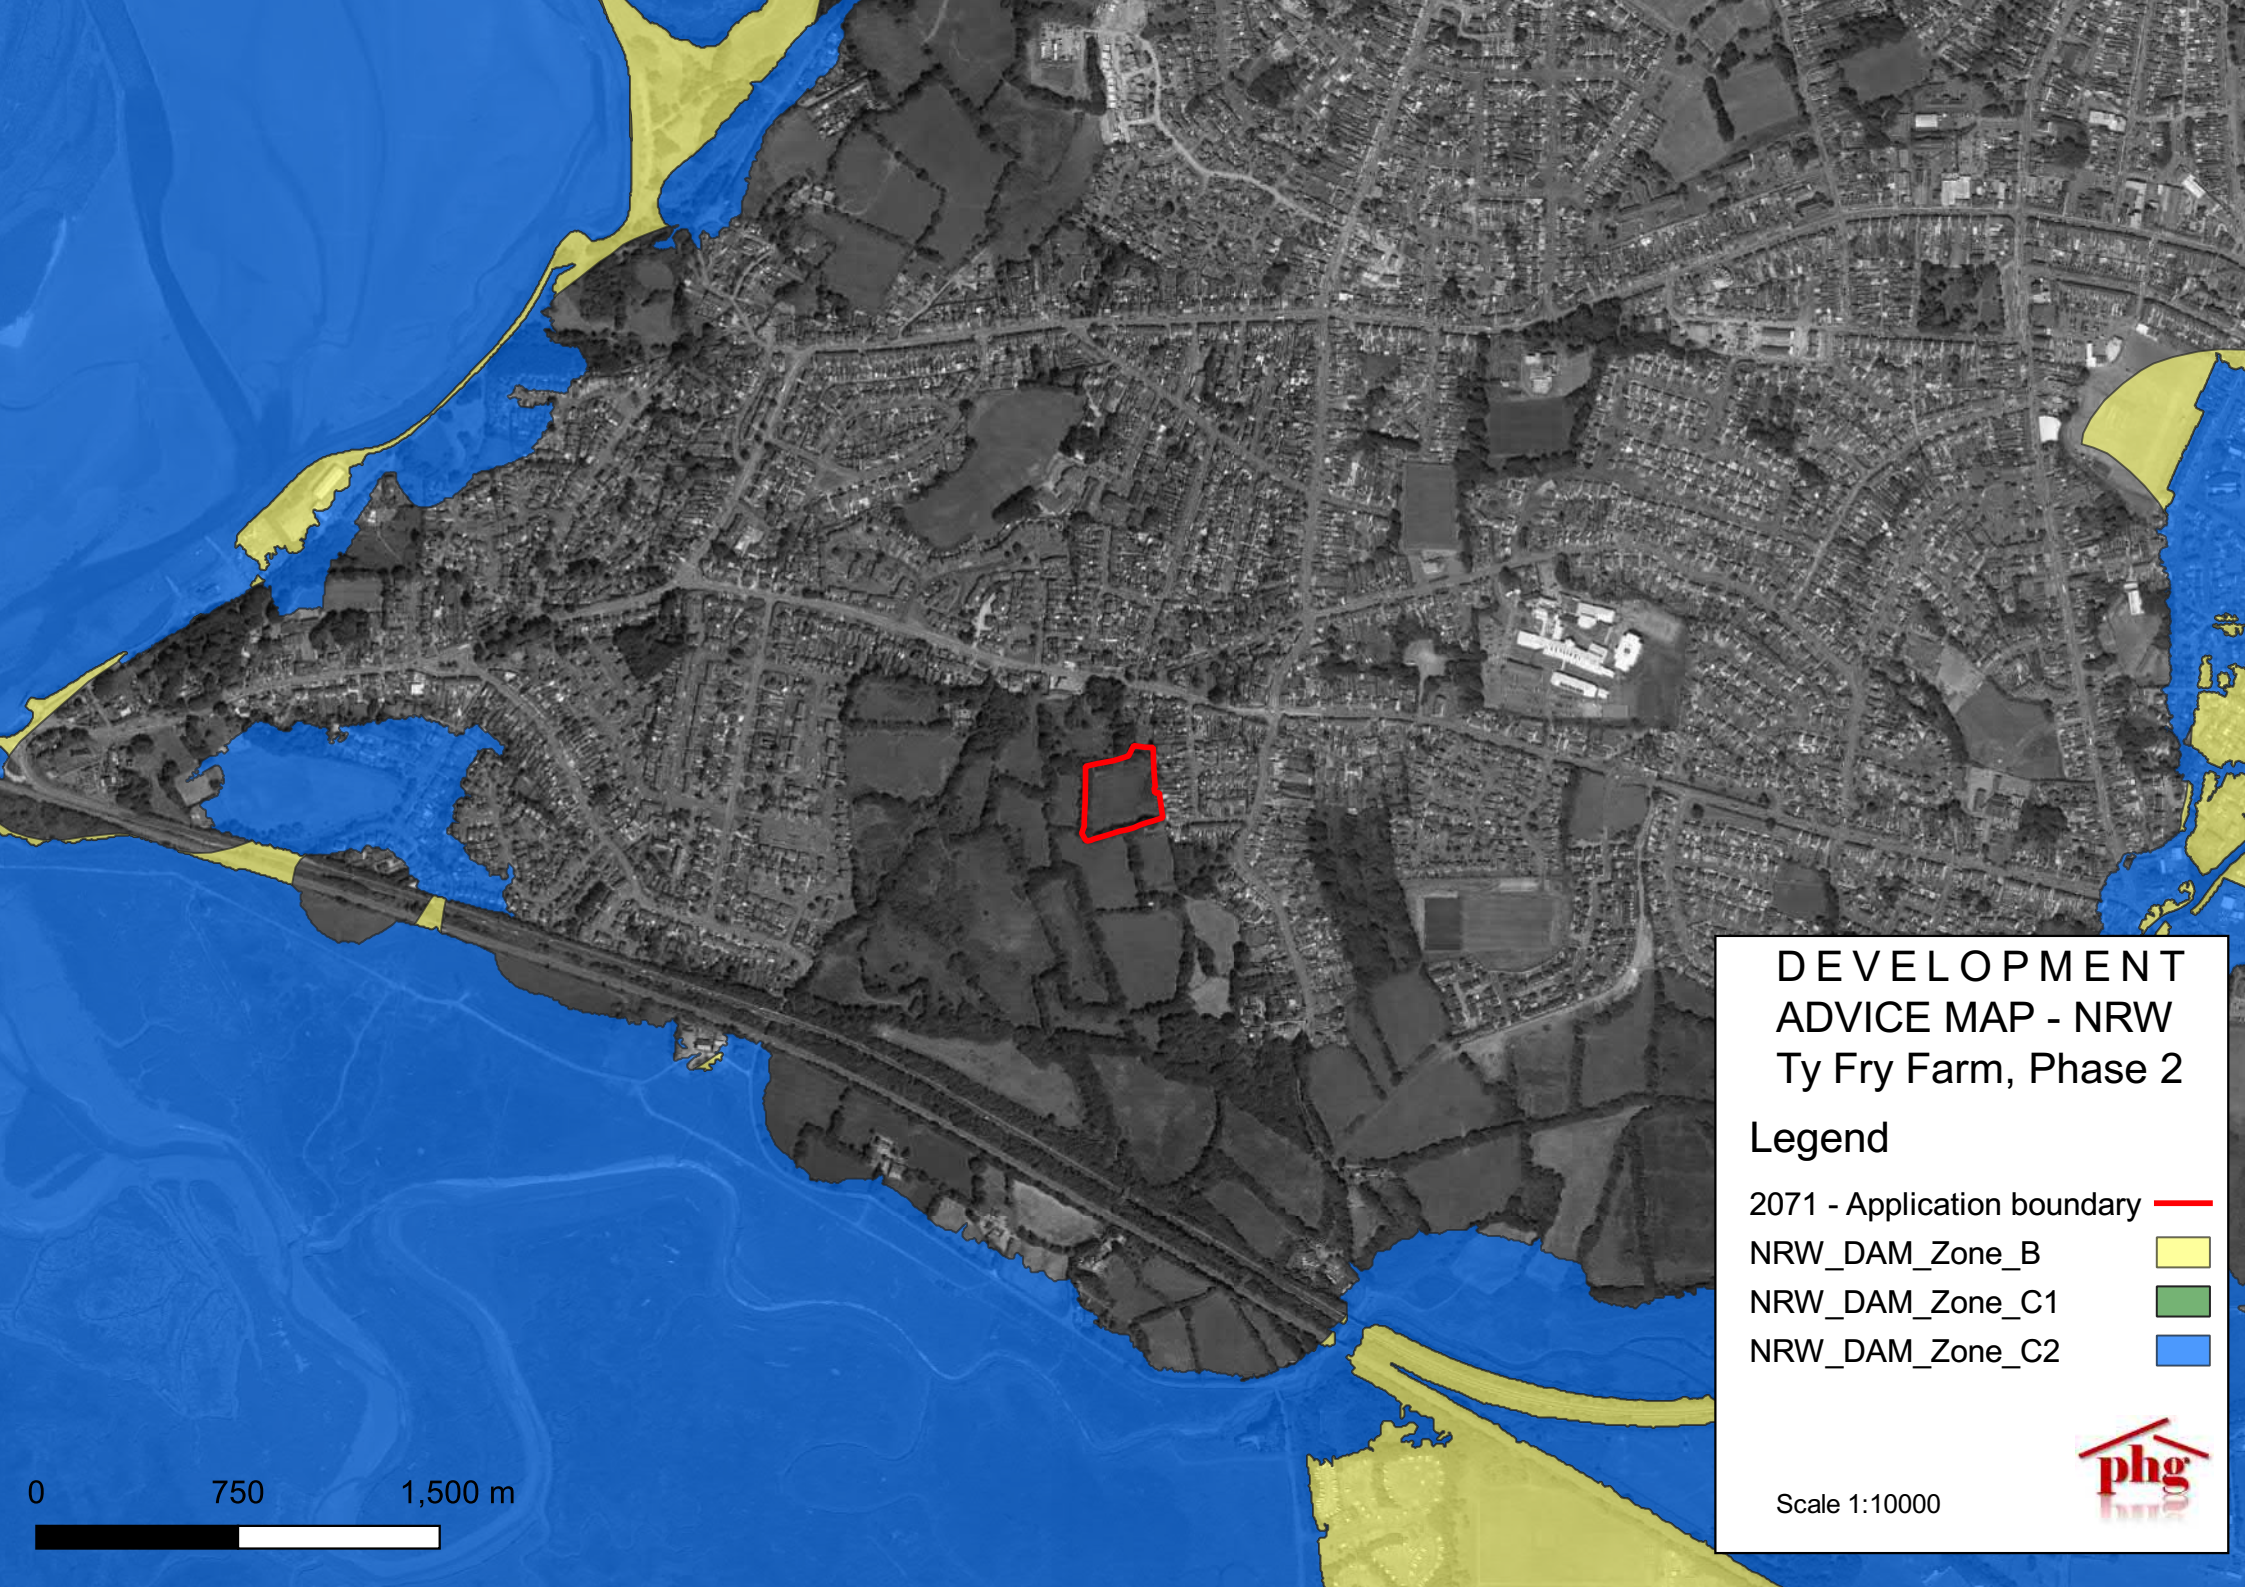 DEVELOPMENT
ADVICE MAP - NRW
Ty Fry Farm, Phase 2
Legend
2071 - Application boundary
NRW_DAM_Zone_B
NRW_DAM_Zone_C1
NRW_DAM_Zone_C2
phg
Scale 1:10000
0 750 1,500 m